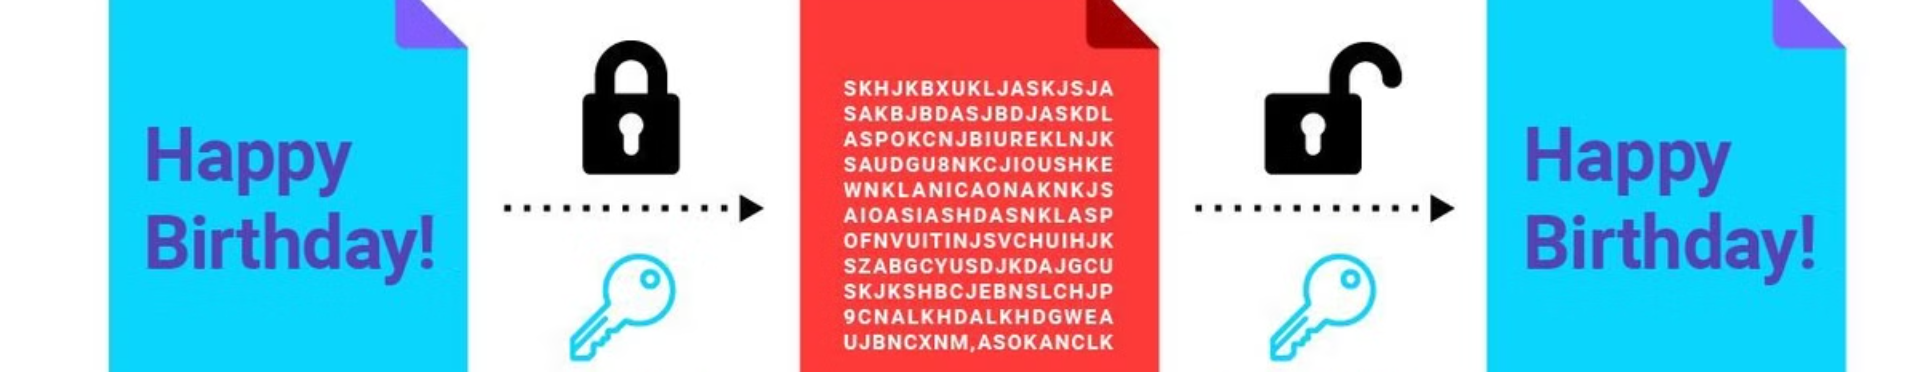 Happy
Birthday!
SKHJKBXUKLJASKJSJA
SAKBJBDASJBDJASKDL
ASPOKCNJBIUREKLNJK
SAUDGU8NKCJIOUSHKE
WNKLANICAONAKNKJS
AIOASIASHDASNKLASP
OFNVUITINJSVCHUIHJK
SZABGCYUSDJKDAJGCU
SKJKSHBCJEBNSLCHJP
9CNALKHDALKHDGWEA
UJBNCXNM,ASOKANCLK
Happy
Birthday!